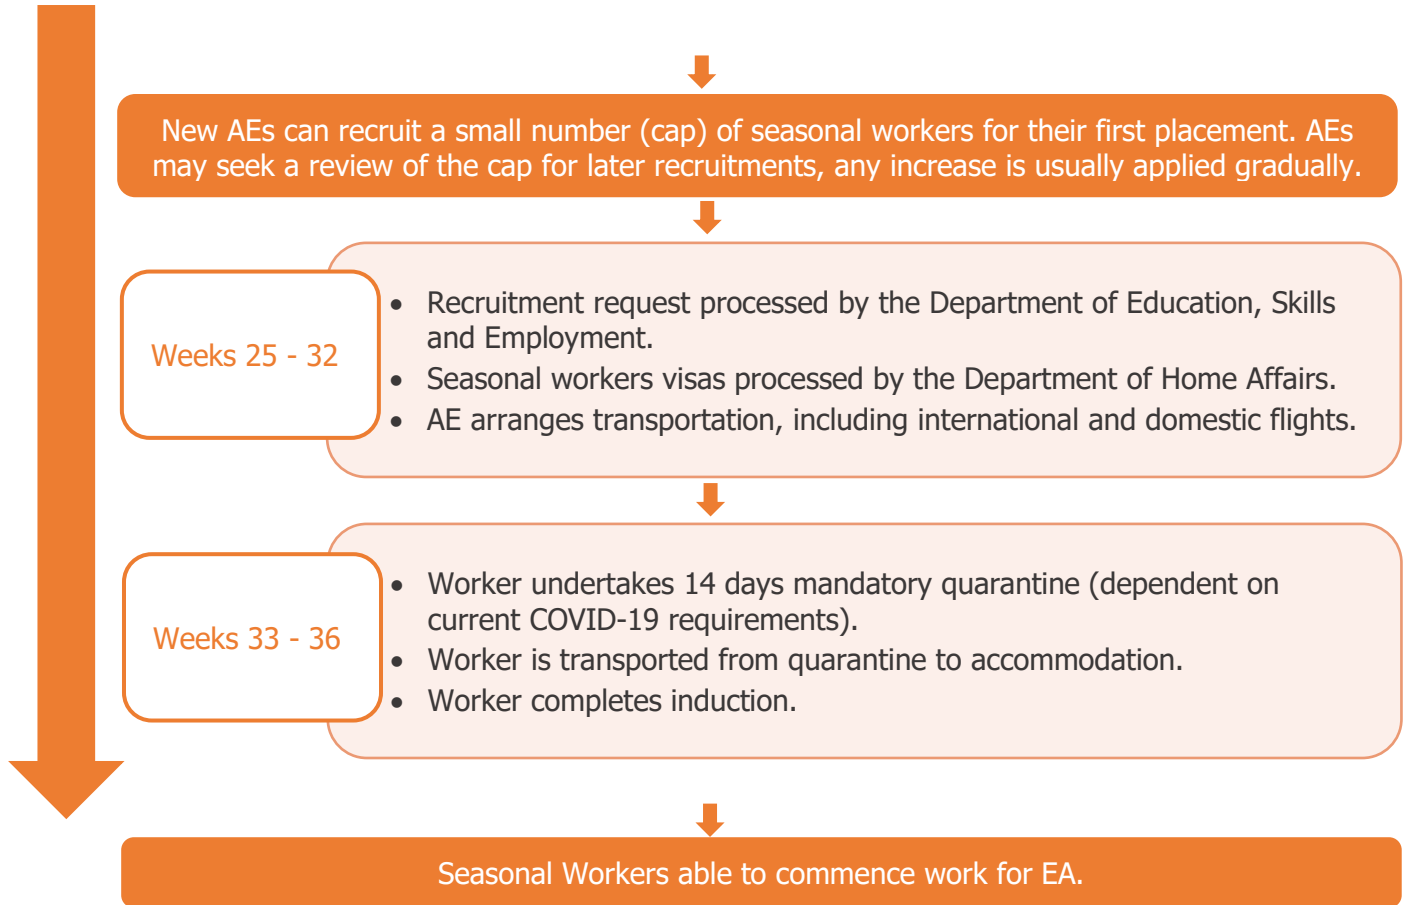 New AEs can recruit a small number (cap) of seasonal workers for their first placement. AEs
may seek a review of the cap for later recruitments, any increase is usually applied gradually.
Weeks 25 - 32
• Recruitment request processed by the Department of Education, Skills
and Employment.
• Seasonal workers visas processed by the Department of Home Affairs.
• AE arranges transportation, including international and domestic flights.
Weeks 33 - 36
• Worker undertakes 14 days mandatory quarantine (dependent on
current COVID-19 requirements).
• Worker is transported from quarantine to accommodation.
• Worker completes induction.
Seasonal Workers able to commence work for EA.